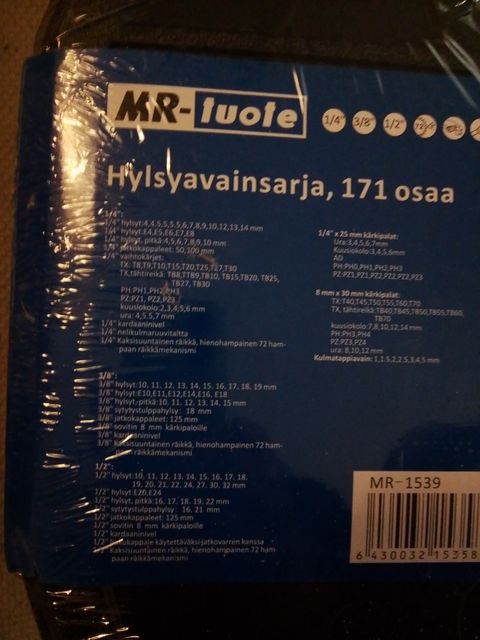 MR-tuote
1/4" 3/8" 1/2"
Hylsyavainsarja, 171 osaa
1/4":
1/4" hylsyt:4,4.5,5,5.5,6,7,8,9,10,12,13,14 mm
1/4" hylsyt:E4,E5,E6,E7,E8
1/4" hylsyt, pitkä:4,5,6,7,8,9,10 mm
1/4" jatkokappaleet: 50,100 mm
1/4" vaihtokärjet:
TX: T8,T9,T10,T15,T20,T25,T27,T30
TX,tähtireikä: TB8,TB9,TB10, TB15,TB20, TB25,
TB27, TB30
PH:PH1,PH2,PH3
PZ:PZ1, PZ2, PZ3
kuusiokolo:2,3,4,5,6 mm
ura: 4,5.5,7 mm
1/4" kardaaninivel
1/4" nelikulmaruuvitaltta
1/4" Kaksisuuntainen räikkä, hienohampainen 72 ham-
paan räikkämekanismi
3/8":
3/8" hylsyt:10, 11, 12, 13, 14, 15, 16, 17, 18, 19 mm
3/8" hylsyt:E10,E11,E12,E14,E16, E18
3/8" hylsyt,pitkä:10, 11, 12, 13, 14, 15 mm
3/8" sytytystulppahylsy: 18 mm
3/8" jatkokappaleet: 125 mm
3/8" sovitin 8 mm kärkipaloille
3/8" kardaaninivel
3/8" Kaksisuuntainen räikkä, hienohampainen 72 ham-
paan räikkämekanismi
1/2":
1/2" hylsyt:10, 11, 12, 13, 14, 15, 16, 17, 18,
19, 20, 21, 22, 24, 27, 30, 32 mm
1/2" hylsyt:E20,E24
1/2" hylsyt, pitkä:16, 17, 18, 19, 22 mm
1/2" sytytystulppahylsy: 16, 21 mm
1/2" jatkokappaleet: 125 mm
1/2" sovitin 8 mm kärkipaloille
1/2" kardaaninivel
1/2" jatkokappale käytettäväksi jatkovarren kanssa
1/2" Kaksisuuntainen räikkä, hienohampainen 72 ham-
paan räikkämekanismi
1/4" x 25 mm kärkipalat:
Ura:3,4,5,6,7mm
Kuusiokolo:3,4,5,6mm
AD
PH:PH0,PH1,PH2,PH3
PZ:PZ1,PZ1,PZ2,PZ2,PZ2,PZ3
8 mm x 30 mm kärkipalat:
TX:T40,T45,T50,T55,T60,T70
TX, tähtireikä:TB40,TB45,TB50,TB55,TB60,
TB70
kuusiokolo:7,8,10,12,14 mm
PH:PH3,PH4
PZ:PZ3,PZ4
ura: 8,10,12 mm
Kulmatappiavain:1,1.5,2,2.5,3,4,5 mm
MR-1539
6 430032 15358